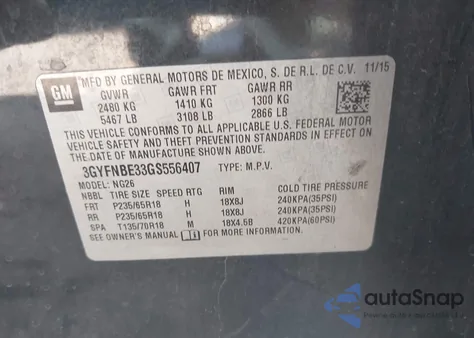 GM
MFD BY GENERAL MOTORS DE MEXICO, S. DE R.L. DE C.V. 11/15
GVWR GAWR FRT GAWR RR
2480 KG 1410 KG 1300 KG
5467 LB 3108 LB 2866 LB
THIS VEHICLE CONFORMS TO ALL APPLICABLE U.S. FEDERAL MOTOR
VEHICLE SAFETY, BUMPER, AND THEFT PREVENTION STANDARDS IN
EFFECT ON THE DATE OF MANUFACTURE SHOWN ABOVE.
3GYFNBE33GS556407 TYPE: M.P.V.
MODEL: NG26
NBBL TIRE SIZE SPEED RTG RIM COLD TIRE PRESSURE
FRT P235/65R18 H 18X8J 240KPA(35PSI)
RR P235/65R18 H 18X8J 240KPA(35PSI)
SPA T135/70R18 M 18X4.5B 420KPA(60PSI)
SEE OWNER'S MANUAL FOR MORE INFORMATION.
autoSnap